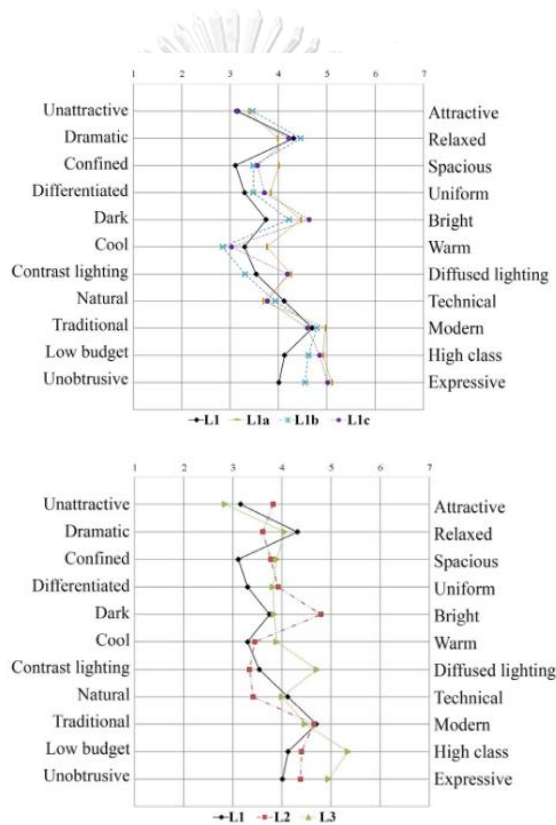 1 2 3 4 5 6 7
Unattractive Attractive
Dramatic Relaxed
Confined Spacious
Differentiated Uniform
Dark Bright
Cool Warm
Contrast lighting Diffused lighting
Natural Technical
Traditional Modern
Low budget High class
Unobtrusive Expressive
L1 L1a L1b L1c
1 2 3 4 5 6 7
Unattractive Attractive
Dramatic Relaxed
Confined Spacious
Differentiated Uniform
Dark Bright
Cool Warm
Contrast lighting Diffused lighting
Natural Technical
Traditional Modern
Low budget High class
Unobtrusive Expressive
L1 L2 L3